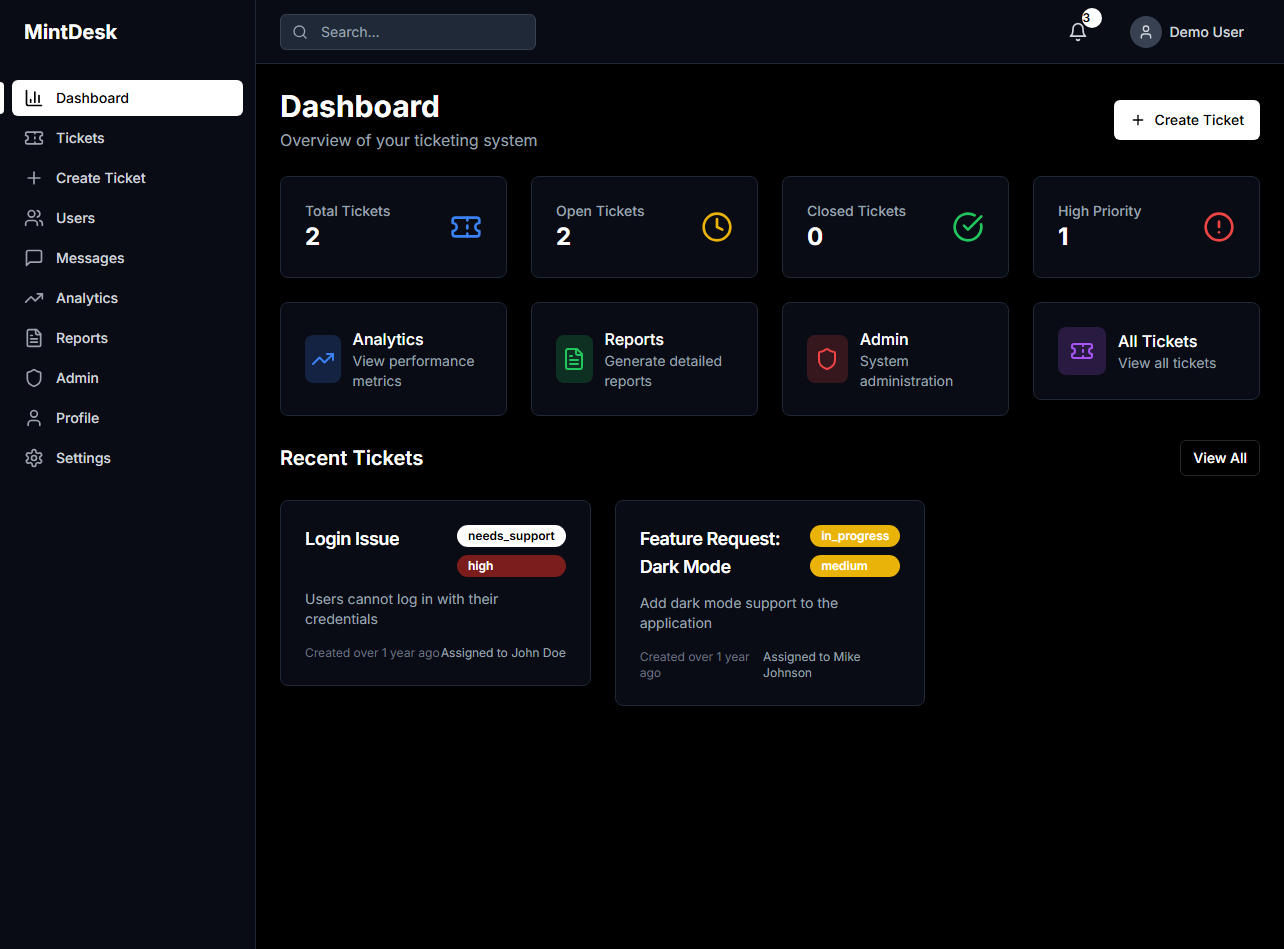 MintDesk
Search...
3
Demo User
Dashboard
Tickets
Create Ticket
Users
Messages
Analytics
Reports
Admin
Profile
Settings
Dashboard
Overview of your ticketing system
Create Ticket
Total Tickets
2
Open Tickets
2
Closed Tickets
0
High Priority
1
Analytics
View performance
metrics
Reports
Generate detailed
reports
Admin
System
administration
All Tickets
View all tickets
Recent Tickets
View All
Login Issue
needs_support
high
Users cannot log in with their
credentials
Created over 1 year ago
Assigned to John Doe
Feature Request:
Dark Mode
in_progress
medium
Add dark mode support to the
application
Created over 1 year
ago
Assigned to Mike
Johnson